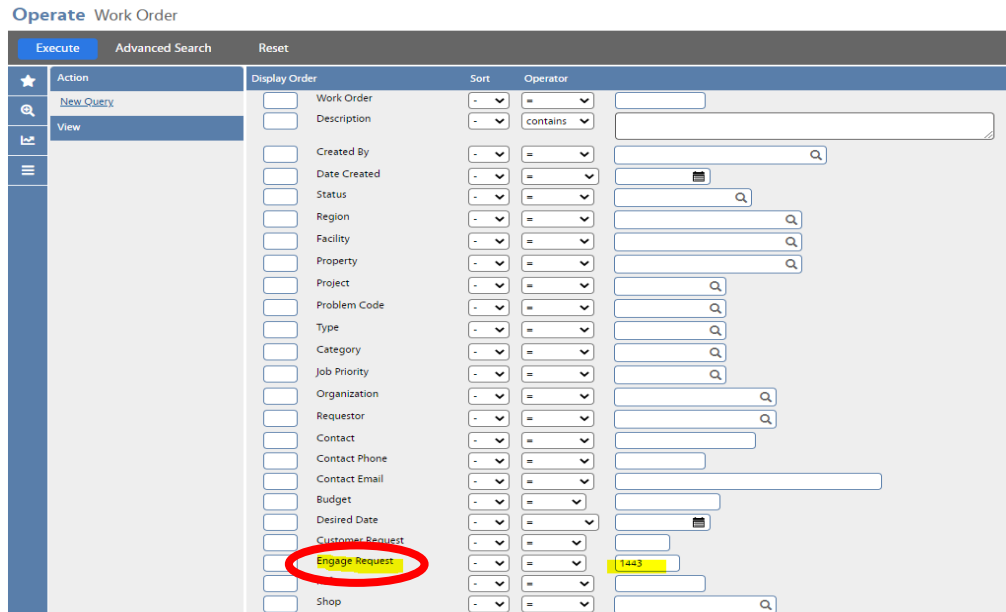 Operate Work Order
Execute Advanced Search Reset
Action Display Order Sort Operator
New Query
View
Work Order - =
Description - contains
Created By - =
Date Created - =
Status - =
Region - =
Facility - =
Property - =
Project - =
Problem Code - =
Type - =
Category - =
Job Priority - =
Organization - =
Requestor - =
Contact - =
Contact Phone - =
Contact Email - =
Budget - =
Desired Date - =
Customer Request - =
Engage Request - = 1443
- =
Shop - =